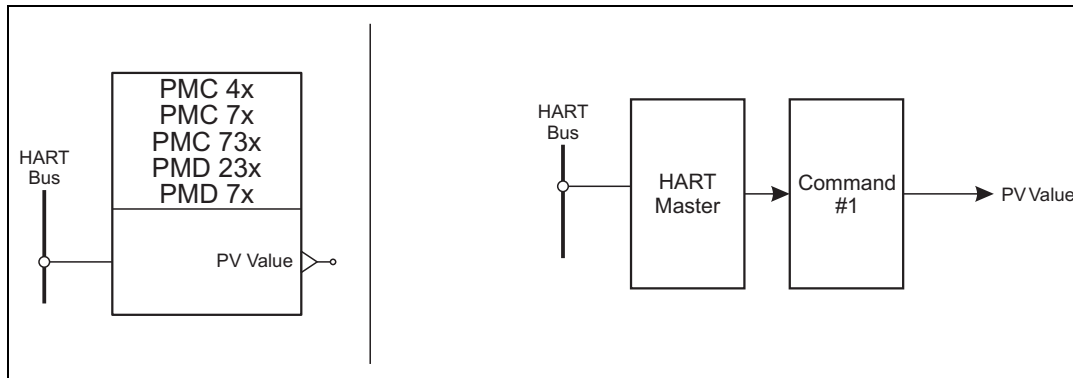 PMC 4x
PMC 7x
PMC 73x
PMD 23x
PMD 7x
HART
Bus
PV Value
HART
Bus
HART
Master
Command
#1
PV Value